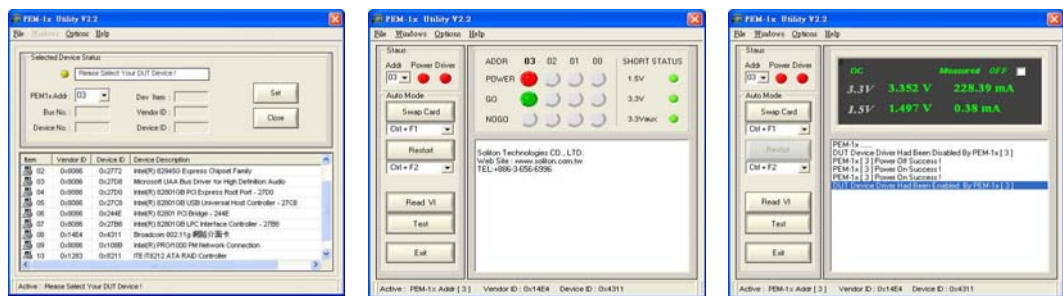 PEM-1x Utility V2.2
File Windows Options Help
Selected Device Status
Please Select Your DUT Device !
PEM1x Addr : 03
Dev Item :
Set
Bus No. :
Vendor ID :
Device No. :
Device ID :
Close
Item Vendor ID Device ID Device Description
02 0x8086 0x2772 Intel(R) 82945G Express Chipset Family
03 0x8086 0x27D8 Microsoft UAA Bus Driver for High Definition Audio
04 0x8086 0x27D0 Intel(R) 82801GB PCI Express Root Port - 27D0
05 0x8086 0x27C8 Intel(R) 82801GB USB Universal Host Controller - 27C8
06 0x8086 0x244E Intel(R) 82801 PCI Bridge - 244E
07 0x8086 0x27B8 Intel(R) 82801GB LPC Interface Controller - 27B8
08 0x14E4 0x4311 Broadcom 802.11g 網路介面卡
09 0x8086 Intel(R) PRO/1000 PM Network Connection
10 0x1283 0x8211 ITE IT8212 ATA RAID Controller
Active : Please Select Your DUT Device !
PEM-1x Utility V2.2
File Windows Options Help
Staus
Addr Power Driver
03
Auto Mode
Swap Card
Ctrl + F1
Restart
Ctrl + F2
Read VI
Test
Exit
ADDR 03 02 01 00 SHORT STATUS
POWER 1.5V
GO 3.3V
NOGO 3.3Vaux
Soliton Technologies CO., LTD.
Web Site : www.soliton.com.tw
TEL:+886-3-656-6996
Active : PEM-1x Addr [ 3 ] Vendor ID : 0x14E4 Device ID : 0x4311
PEM-1x Utility V2.2
File Windows Options Help
Staus
Addr Power Driver
03
Auto Mode
Swap Card
Ctrl + F1
Restart
Ctrl + F2
Read VI
Test
Exit
DC Measured OFF
3.3V 3.352 V 228.39 mA
1.5V 1.497 V 0.38 mA
PEM-1x ......
DUT Device Driver Had Been Disabled By PEM-1x [ 3 ]
PEM-1x [ 3 ] Power Off Success !
PEM-1x [ 3 ] Power On Success !
PEM-1x [ 3 ] Power On Success !
DUT Device Driver Had Been Enabled By PEM-1x [ 3 ]
Active : PEM-1x Addr [ 3 ] Vendor ID : 0x14E4 Device ID : 0x4311